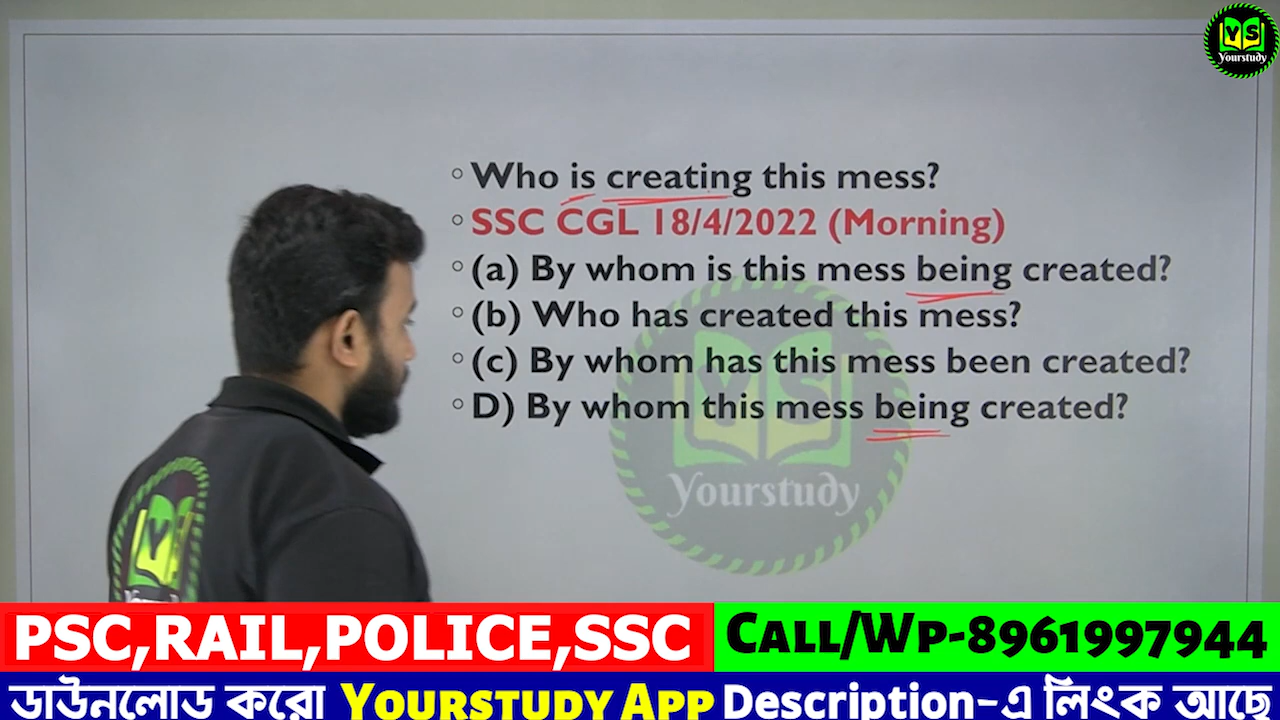 YS
Yourstudy
◦ Who is creating this mess?
◦ SSC CGL 18/4/2022 (Morning)
◦ (a) By whom is this mess being created?
◦ (b) Who has created this mess?
◦ (c) By whom has this mess been created?
◦ D) By whom this mess being created?
YS
Yourstudy
Y
PSC,RAIL,POLICE,SSC
CALL/WP-8961997944
ডাউনলোড করো YOURSTUDY APP Description-এ লিংক আছে